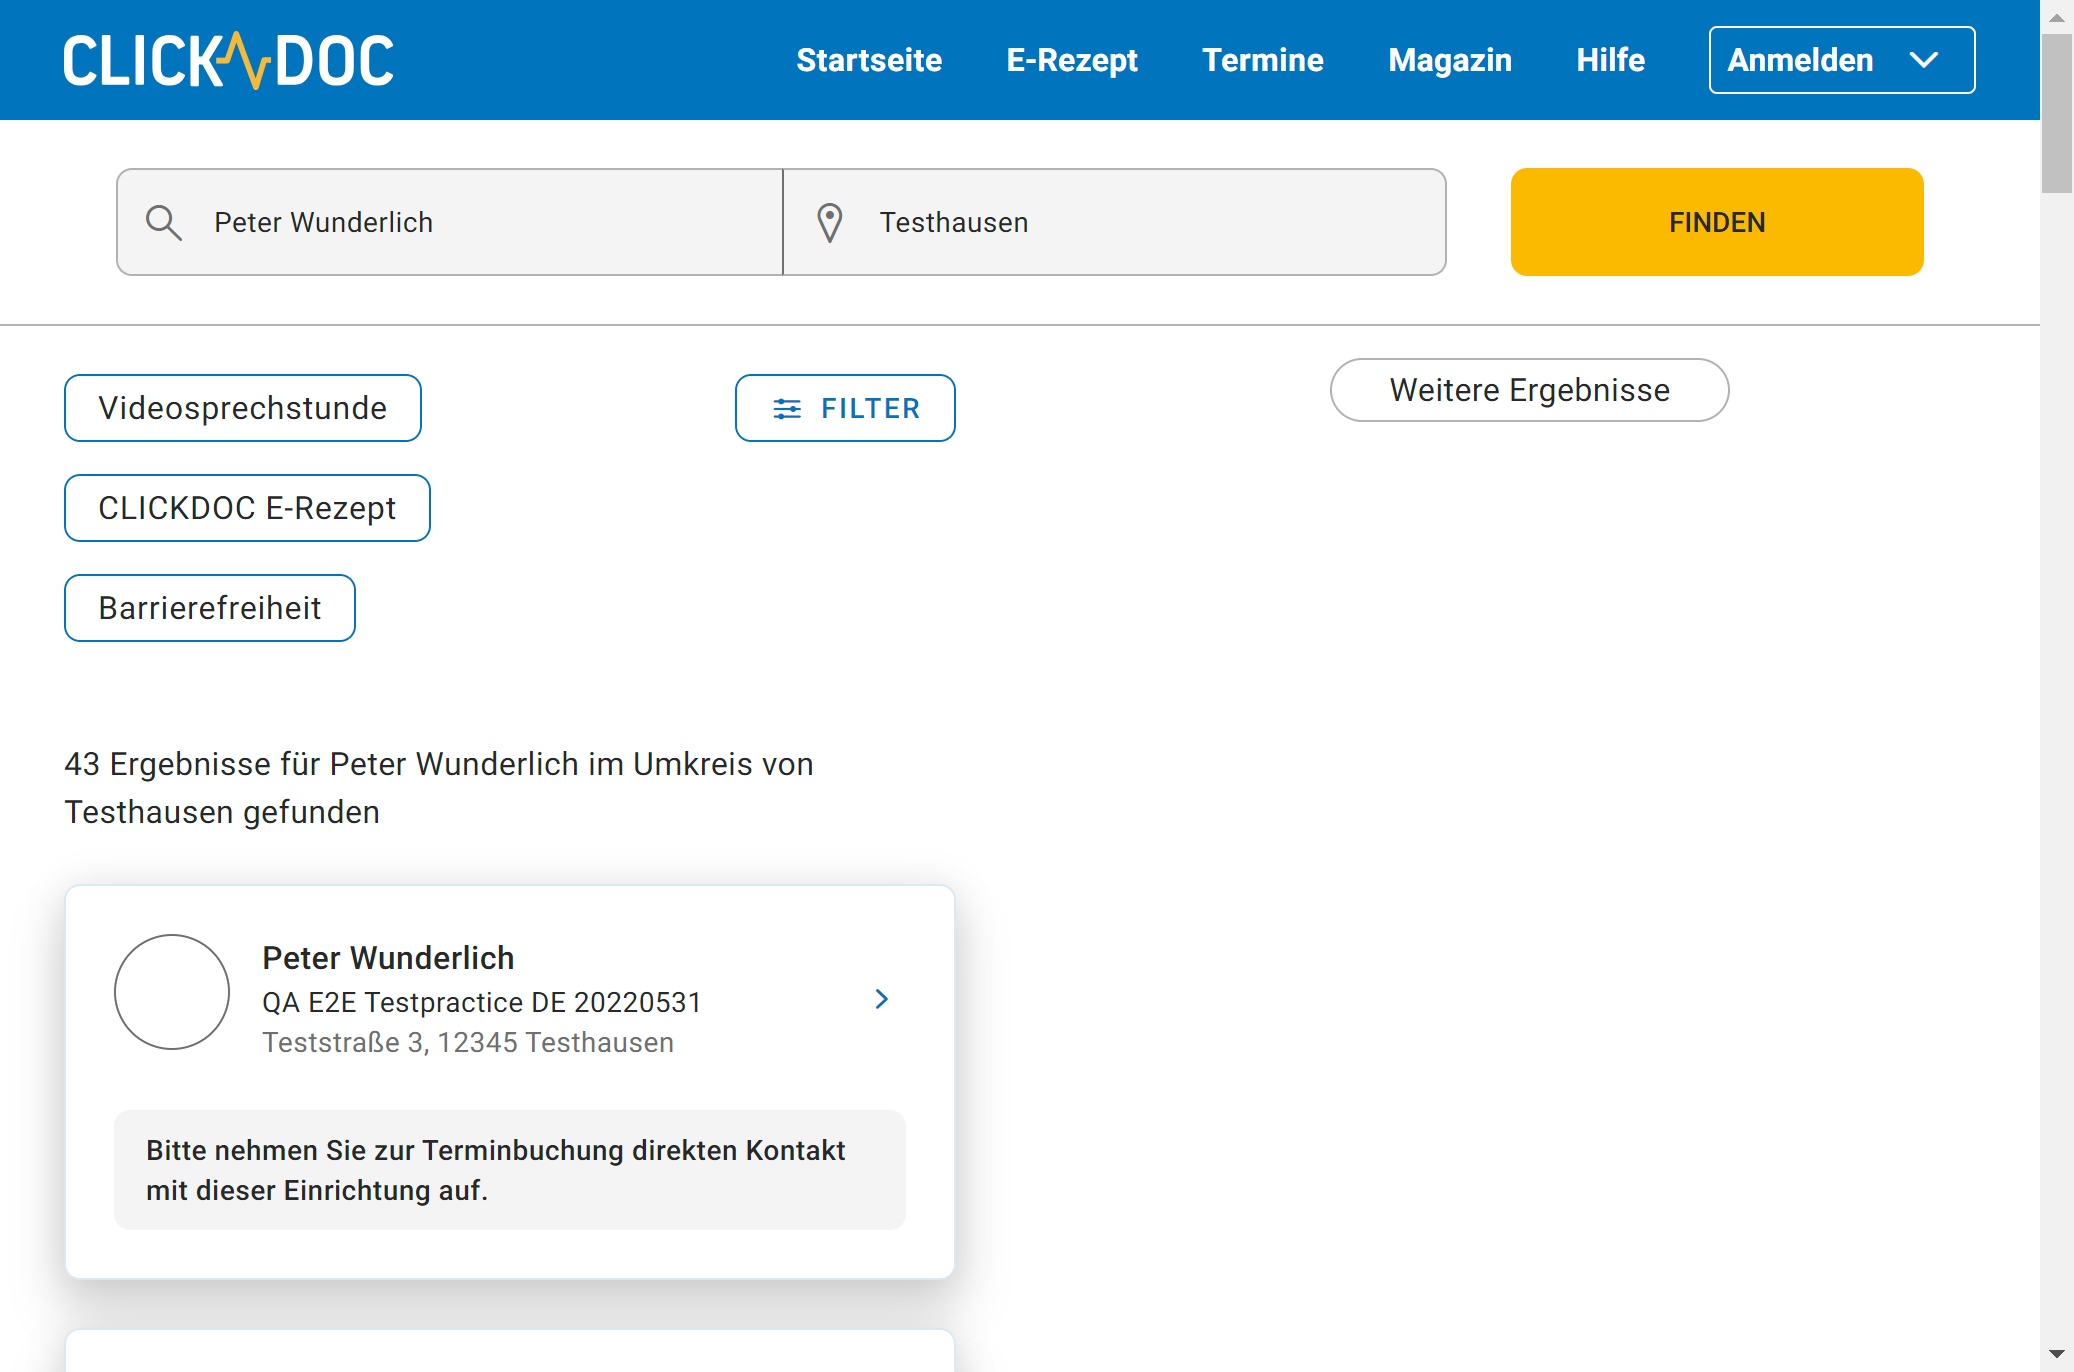 CLICKDOC
Startseite
E-Rezept
Termine
Magazin
Hilfe
Anmelden
Peter Wunderlich
Testhausen
FINDEN
Videosprechstunde
FILTER
Weitere Ergebnisse
CLICKDOC E-Rezept
Barrierefreiheit
43 Ergebnisse für Peter Wunderlich im Umkreis von
Testhausen gefunden
Peter Wunderlich
QA E2E Testpractice DE 20220531
Teststraße 3, 12345 Testhausen
Bitte nehmen Sie zur Terminbuchung direkten Kontakt
mit dieser Einrichtung auf.